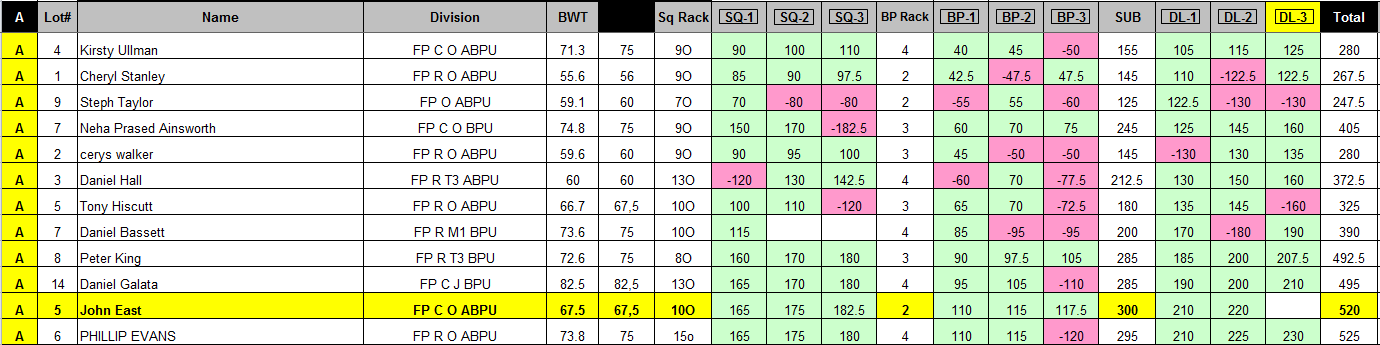 A Lot# Name Division BWT Sq Rack SQ-1 SQ-2 SQ-3 BP Rack BP-1 BP-2 BP-3 SUB DL-1 DL-2 DL-3 Total
A 4 Kirsty Ullman FP C O ABPU 71.3 75 9O 90 100 110 4 40 45 -50 155 105 115 125 280
A 1 Cheryl Stanley FP R O ABPU 55.6 56 9O 85 90 97.5 2 42.5 -47.5 47.5 145 110 -122.5 122.5 267.5
A 9 Steph Taylor FP O ABPU 59.1 60 7O 70 -80 -80 2 -55 55 -60 125 122.5 -130 -130 247.5
A 7 Neha Prased Ainsworth FP C O BPU 74.8 75 9O 150 170 -182.5 3 60 70 75 245 125 145 160 405
A 2 cerys walker FP R O ABPU 59.6 60 9O 90 95 100 3 45 -50 -50 145 -130 130 135 280
A 3 Daniel Hall FP R T3 ABPU 60 60 13O -120 130 142.5 4 -60 70 -77.5 212.5 130 150 160 372.5
A 5 Tony Hiscutt FP R O ABPU 66.7 67,5 10O 100 110 -120 3 65 70 -72.5 180 135 145 -160 325
A 7 Daniel Bassett FP R M1 BPU 73.6 75 10O 115 4 85 -95 -95 200 170 -180 190 390
A 8 Peter King FP R T3 BPU 72.6 75 8O 160 170 180 3 90 97.5 105 285 185 200 207.5 492.5
A 14 Daniel Galata FP C J BPU 82.5 82,5 13O 165 170 180 4 95 105 -110 285 190 200 210 495
A 5 John East FP C O ABPU 67.5 67,5 10O 165 175 182.5 2 110 115 117.5 300 210 220 520
A 6 PHILLIP EVANS FP R O ABPU 73.8 75 15o 165 175 180 4 110 115 -120 295 210 225 230 525